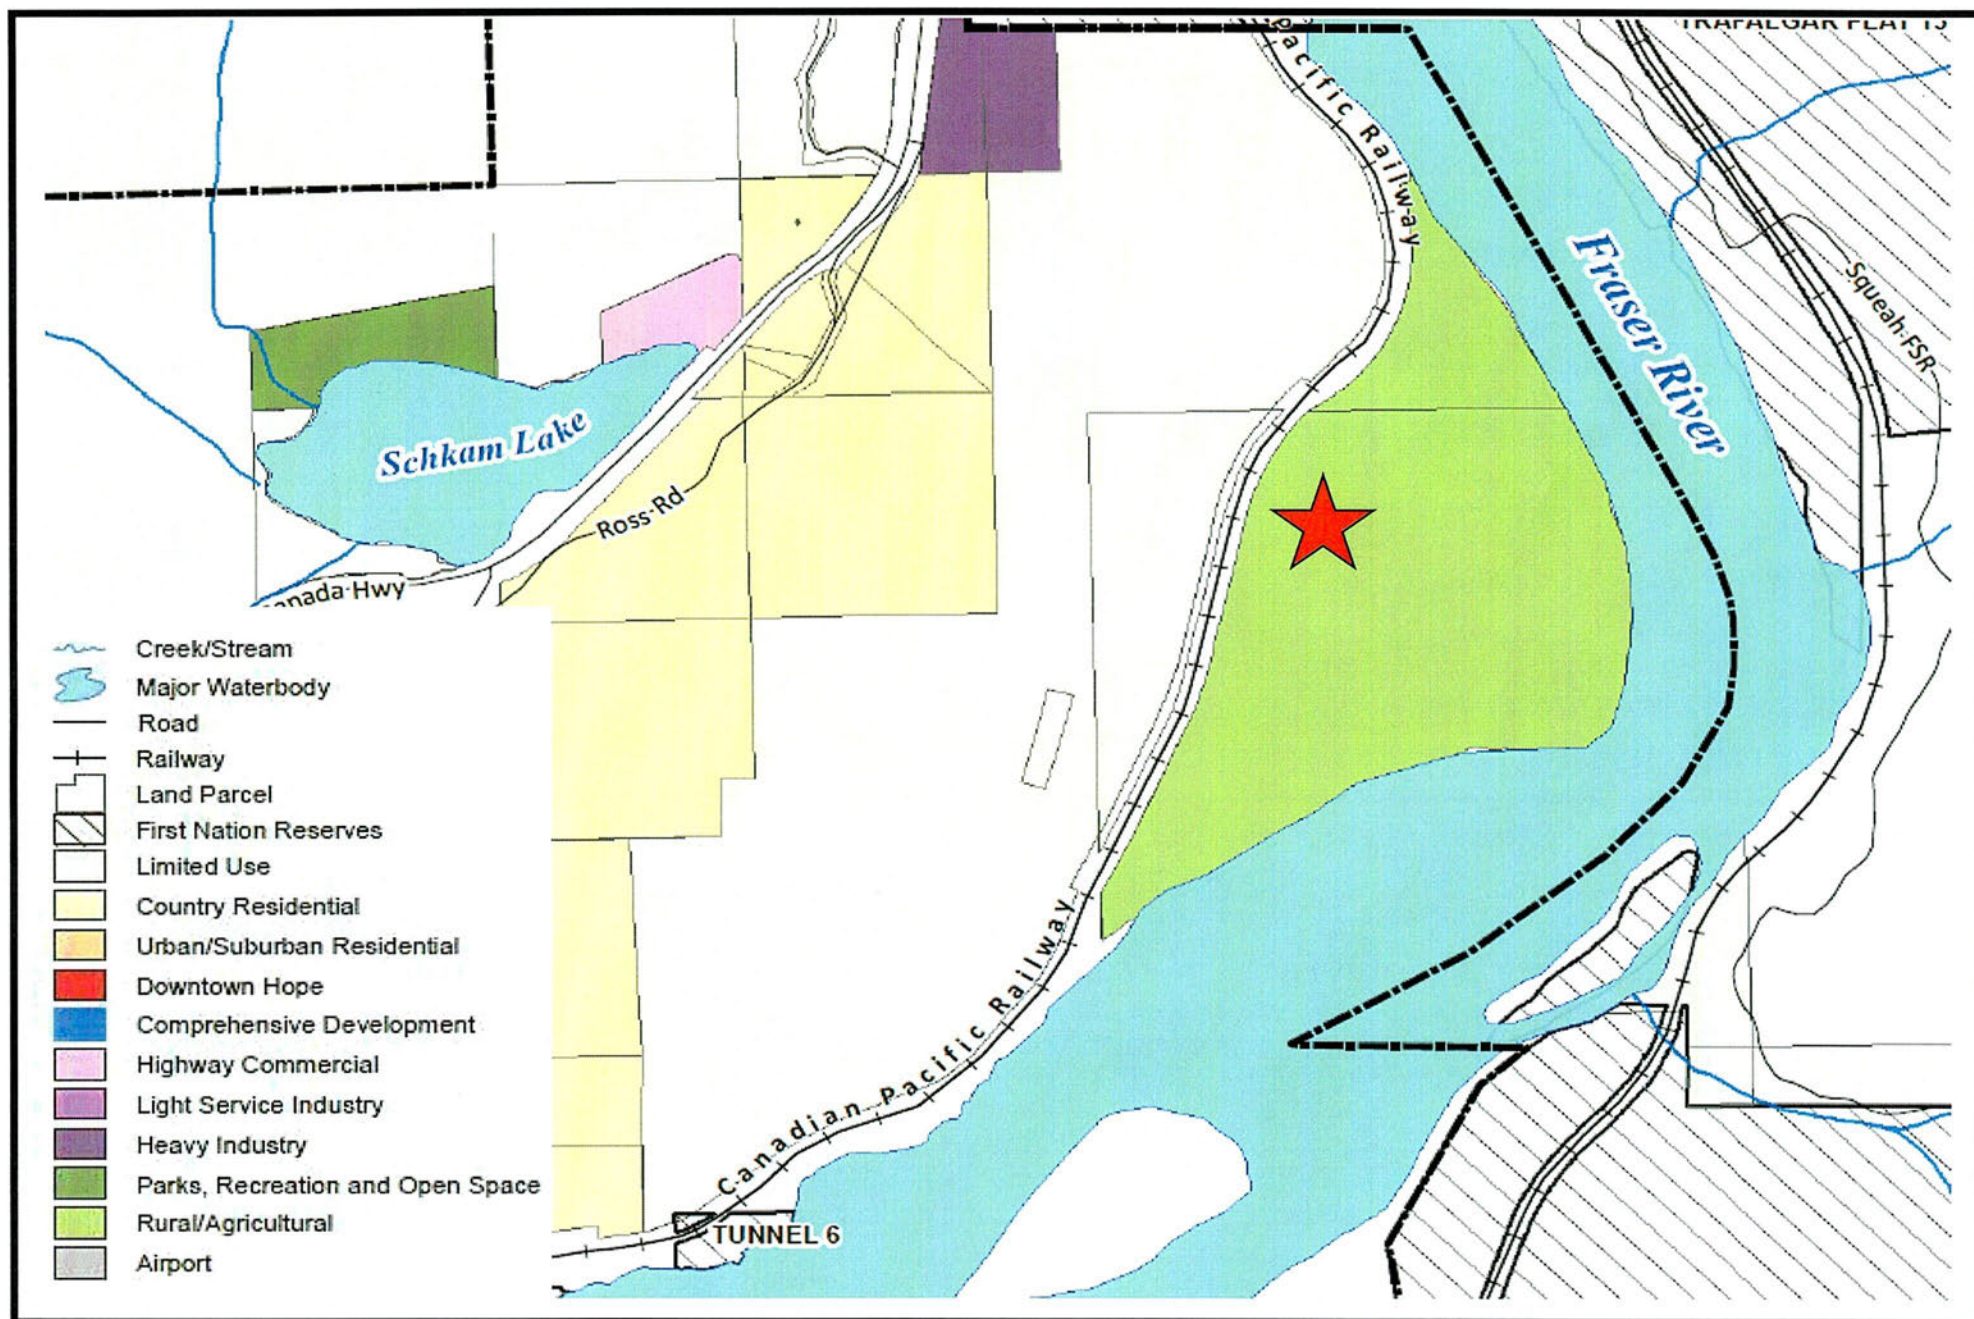 TRAFALGAR FLAT 13
Pacific Railway
Fraser River
Squeah FSR
Schkam Lake
Ross Rd
anada Hwy
Creek/Stream
Major Waterbody
Road
Railway
Land Parcel
First Nation Reserves
Limited Use
Country Residential
Urban/Suburban Residential
Downtown Hope
Comprehensive Development
Highway Commercial
Light Service Industry
Heavy Industry
Parks, Recreation and Open Space
Rural/Agricultural
Airport
Canadian Pacific Railway
TUNNEL 6